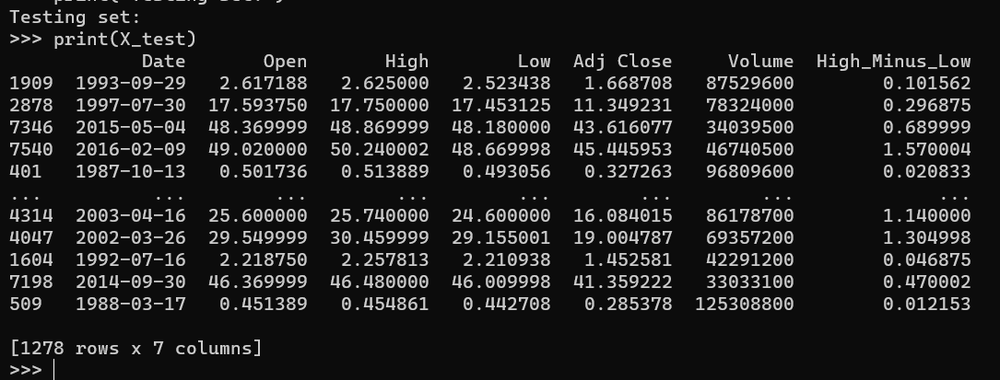 Testing set:
>>> print(X_test)
Date Open High Low Adj Close Volume High_Minus_Low
1909 1993-09-29 2.617188 2.625000 2.523438 1.668708 87529600 0.101562
2878 1997-07-30 17.593750 17.750000 17.453125 11.349231 78324000 0.296875
7346 2015-05-04 48.369999 48.869999 48.180000 43.616077 34039500 0.689999
7540 2016-02-09 49.020000 50.240002 48.669998 45.445953 46740500 1.570004
401 1987-10-13 0.501736 0.513889 0.493056 0.327263 96809600 0.020833
... ... ... ... ... ... ... ...
4314 2003-04-16 25.600000 25.740000 24.600000 16.084015 86178700 1.140000
4047 2002-03-26 29.549999 30.459999 29.155001 19.004787 69357200 1.304998
1604 1992-07-16 2.218750 2.257813 2.210938 1.452581 42291200 0.046875
7198 2014-09-30 46.369999 46.480000 46.009998 41.359222 33033100 0.470002
509 1988-03-17 0.451389 0.454861 0.442708 0.285378 125308800 0.012153
[1278 rows x 7 columns]
>>>